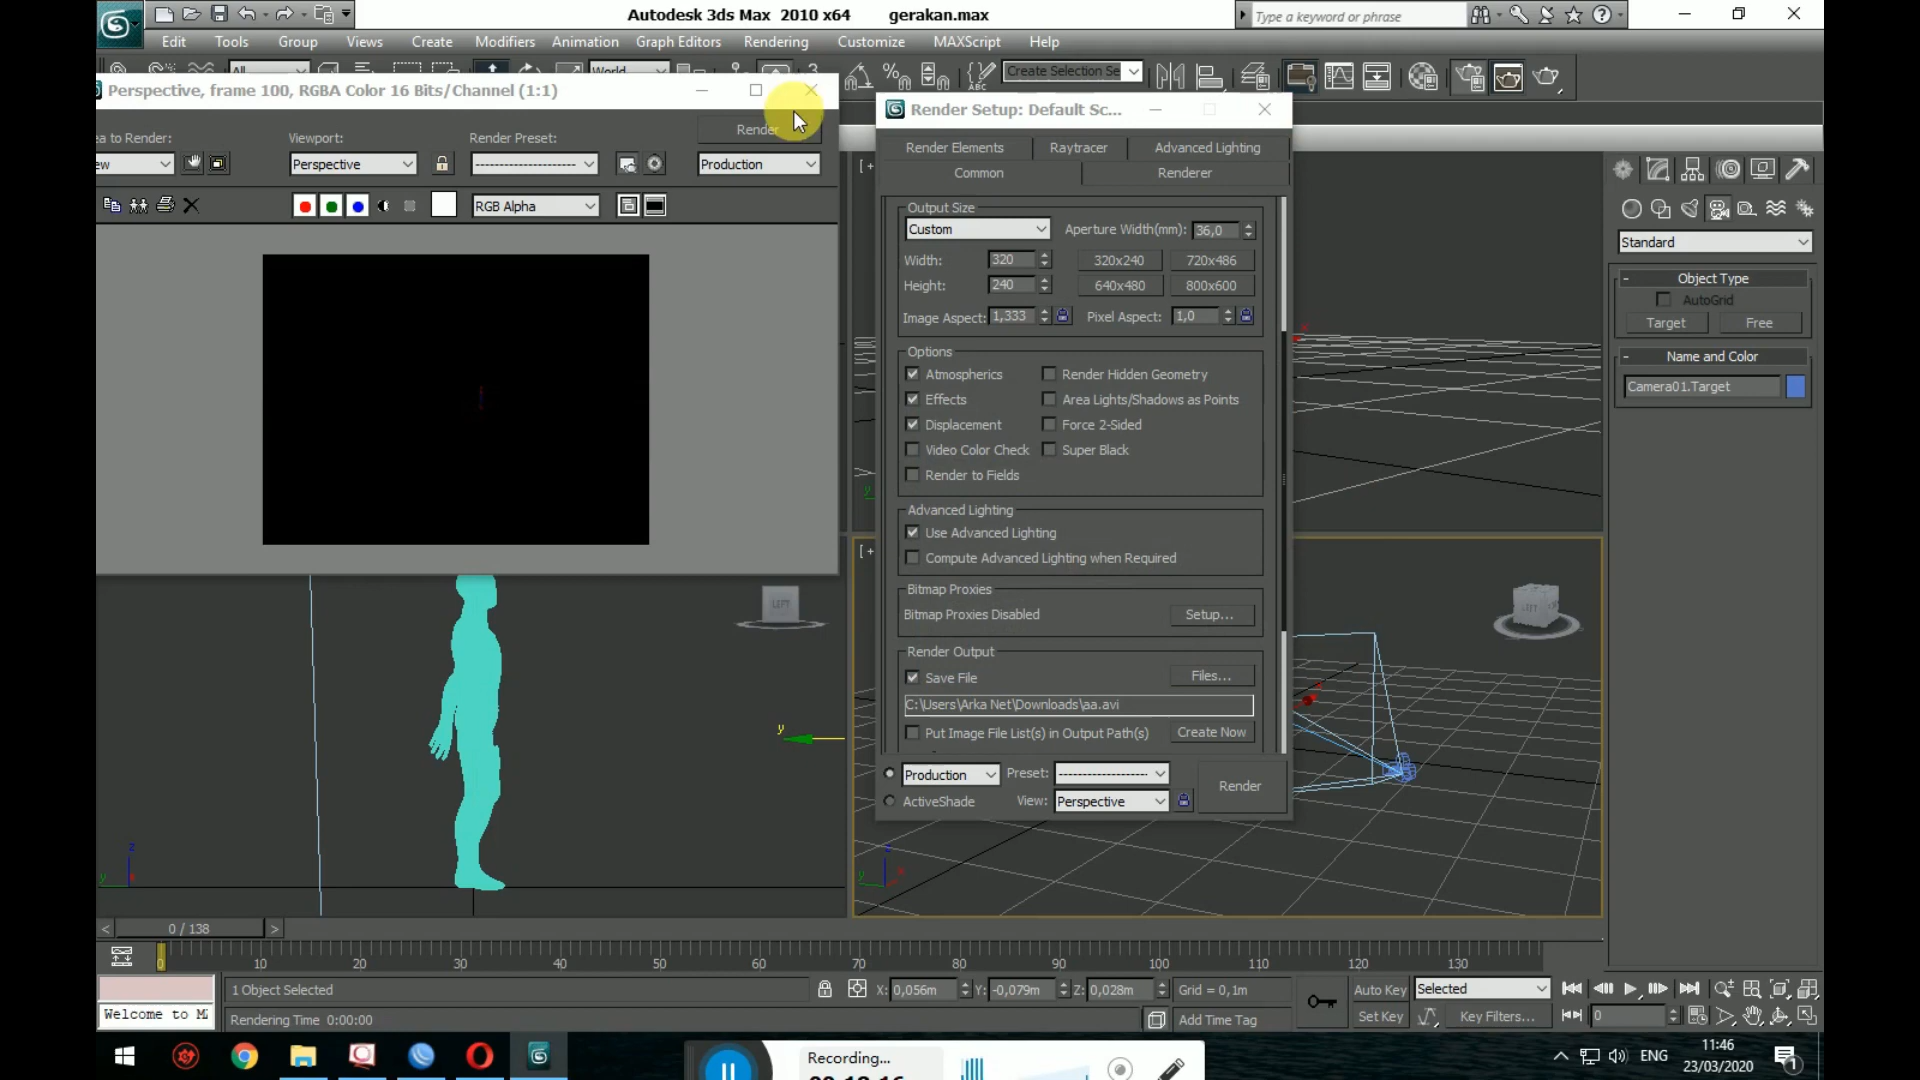 Autodesk 3ds Max 2010 x64 gerakan.max
Type a keyword or phrase
Edit Tools Group Views Create Modifiers Animation Graph Editors Rendering Customize MAXScript Help
All World 3 Create Selection Se
Perspective, frame 100, RGBA Color 16 Bits/Channel (1:1)
ea to Render: Viewport: Render Preset: Render
ew Perspective Production
RGB Alpha
Render Setup: Default Sc...
Render Elements Raytracer Advanced Lighting
Common Renderer
Output Size
Custom Aperture Width(mm): 36,0
Width: 320 320x240 720x486
Height: 240 640x480 800x600
Image Aspect: 1,333 Pixel Aspect: 1,0
Options
Atmospherics Render Hidden Geometry
Effects Area Lights/Shadows as Points
Displacement Force 2-Sided
Video Color Check Super Black
Render to Fields
Advanced Lighting
Use Advanced Lighting
Compute Advanced Lighting when Required
Bitmap Proxies
Bitmap Proxies Disabled Setup...
Render Output
Save File Files...
C:\Users\Arka Net\Downloads\aa.avi
Put Image File List(s) in Output Path(s) Create Now
Production Preset: Render
ActiveShade View: Perspective
Standard
- Object Type
AutoGrid
Target Free
- Name and Color
Camera01.Target
[+
[+
LEFT
LEFT
y
z
y
z
y
x
< 0 / 138 >
0 10 20 30 40 50 60 70 80 90 100 110 120 130
1 Object Selected X: 0,056m Y: -0,079m Z: 0,028m Grid = 0,1m Auto Key Selected
Welcome to M Rendering Time 0:00:00 Add Time Tag Set Key Key Filters... 0
Recording...
ENG
11:46
23/03/2020
1